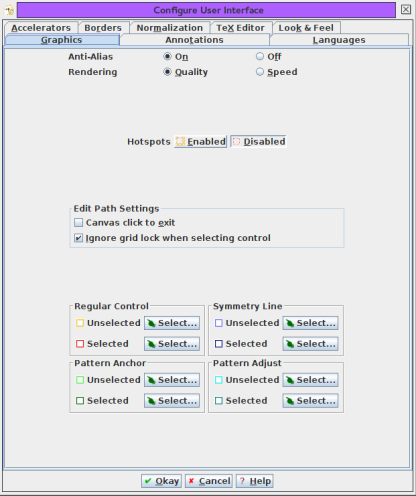 Configure User Interface
Accelerators Borders Normalization TeX Editor Look & Feel
Graphics Annotations Languages
Anti-Alias On Off
Rendering Quality Speed
Hotspots Enabled Disabled
Edit Path Settings
Canvas click to exit
Ignore grid lock when selecting control
Regular Control Symmetry Line
Unselected Select... Unselected Select...
Selected Select... Selected Select...
Pattern Anchor Pattern Adjust
Unselected Select... Unselected Select...
Selected Select... Selected Select...
Okay Cancel ? Help